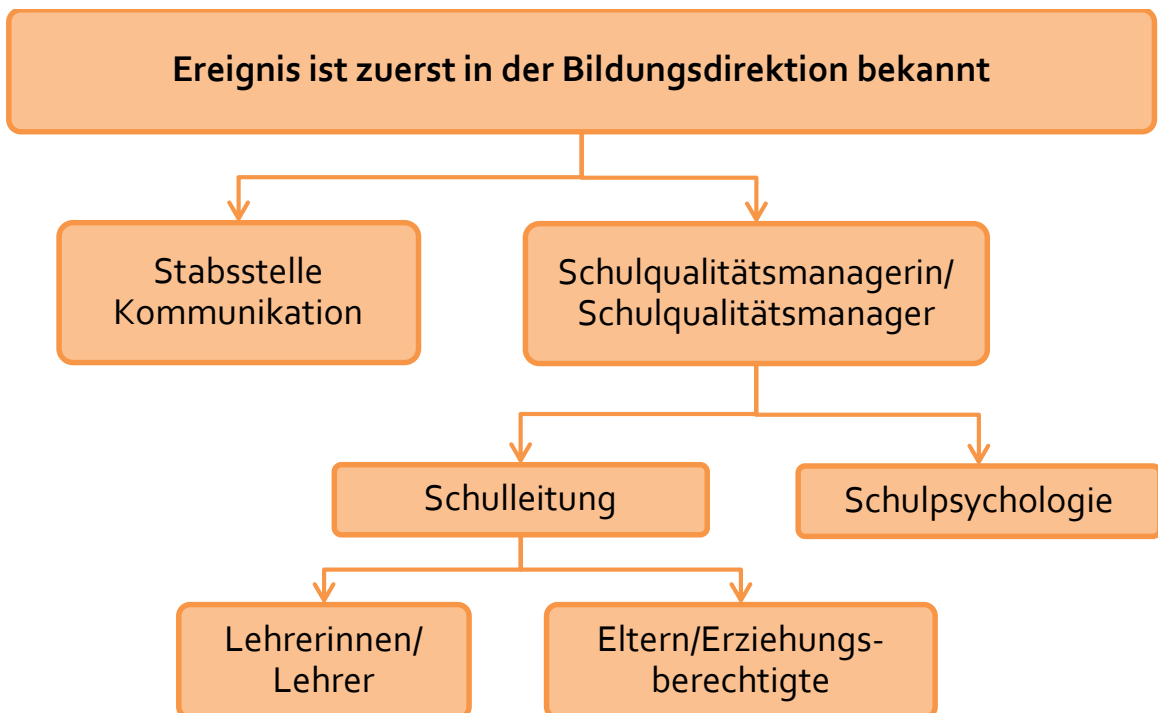 Ereignis ist zuerst in der Bildungsdirektion bekannt
Stabsstelle
Kommunikation
Schulqualitätsmanagerin/
Schulqualitätsmanager
Schulleitung
Schulpsychologie
Lehrerinnen/
Lehrer
Eltern/Erziehungs-
berechtigte